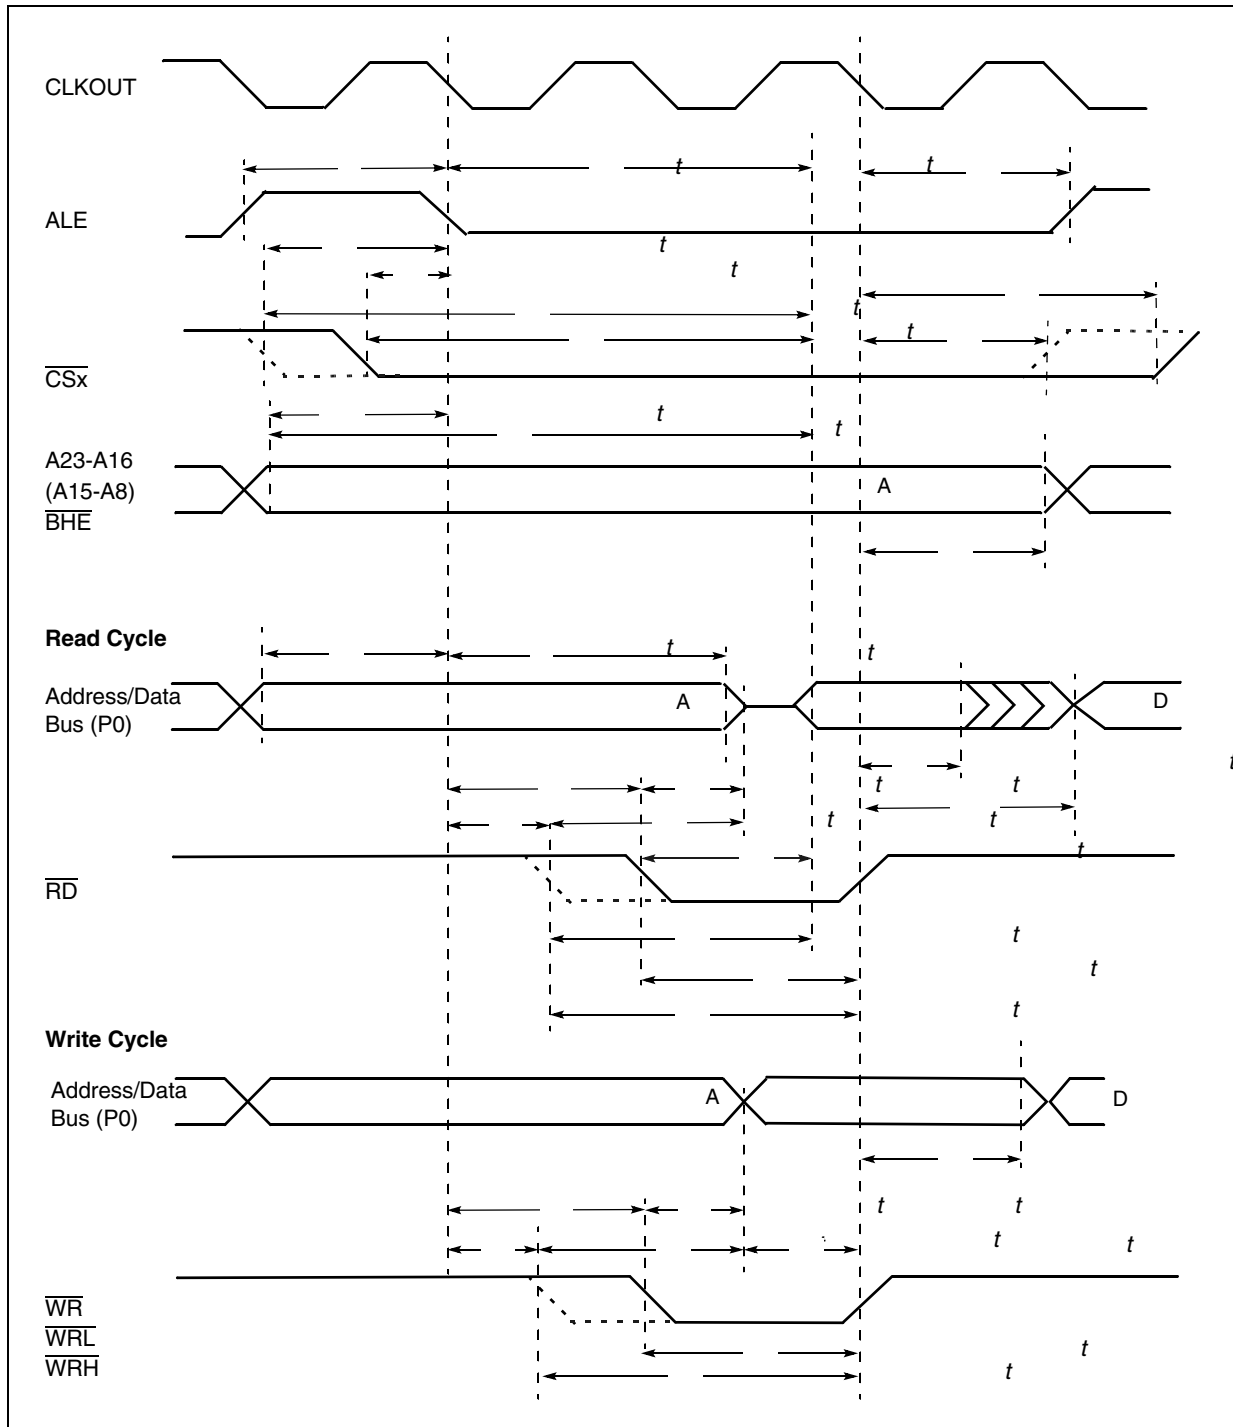 CLKOUT
t
t
ALE
t
t
t
t
CSx
t
t
A23-A16
(A15-A8)
A
BHE
Read Cycle
t
t
Address/Data
Bus (P0)
A
D
t
t
t
t
t
t
RD
t
t
t
Write Cycle
Address/Data
Bus (P0)
A
D
t
t
t
t
WR
WRL
WRH
t
t